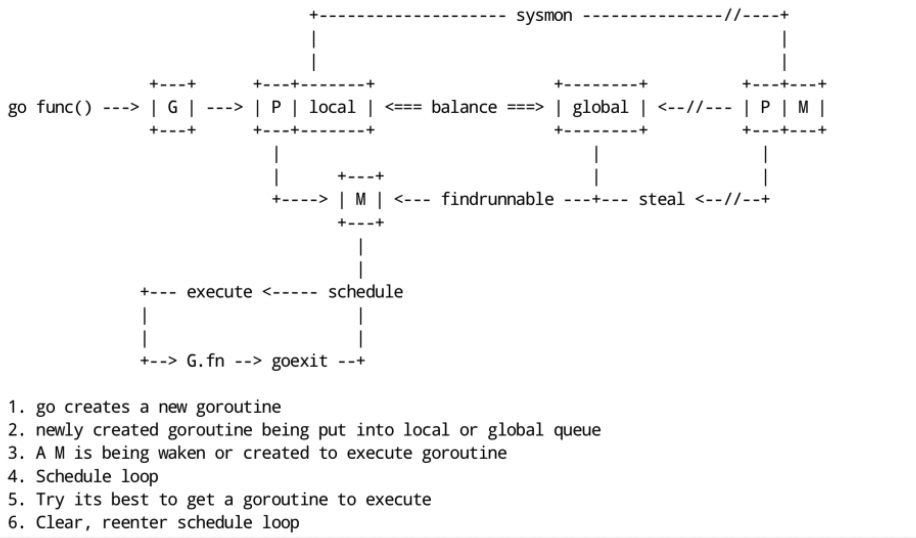 +-------------------- sysmon ---------------//----+
|                                                 |
|                                                 |
+---+      +---+-------+                   +--------+          +---+---+
go func() ---> | G | ---> | P | local | <=== balance ===> | global | <--//--- | P | M |
+---+      +---+-------+                   +--------+          +---+---+
|                                 |                 |
|      +---+                      |                 |
+----> | M | <--- findrunnable ---+--- steal <--//--+
+---+
|
|
+--- execute <----- schedule
|                      |
|                      |
+--> G.fn --> goexit --+
1. go creates a new goroutine
2. newly created goroutine being put into local or global queue
3. A M is being waken or created to execute goroutine
4. Schedule loop
5. Try its best to get a goroutine to execute
6. Clear, reenter schedule loop